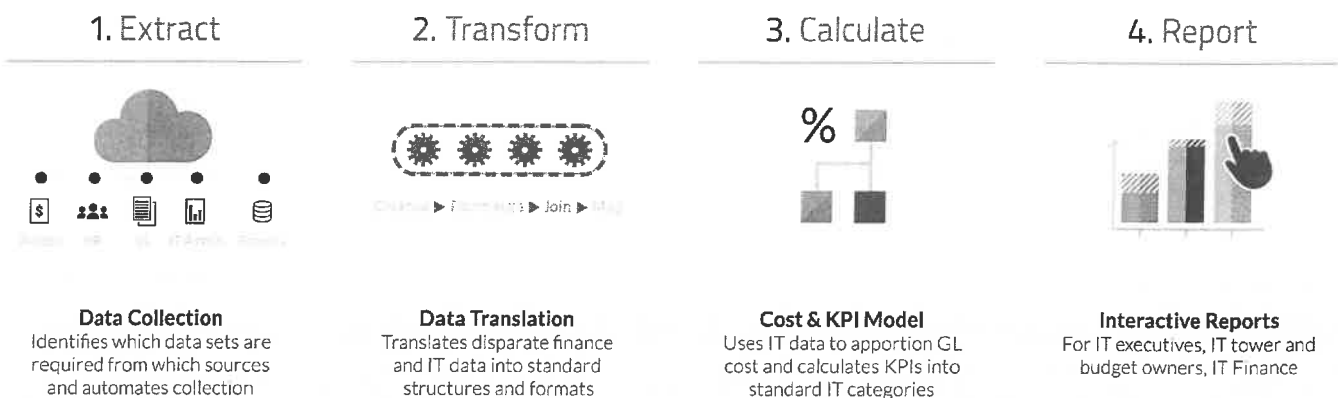 1. Extract
2. Transform
3. Calculate
4. Report
%
$
HR
GL
▶ ▶ Join ▶ Map
Data Collection
Identifies which data sets are
required from which sources
and automates collection
Data Translation
Translates disparate finance
and IT data into standard
structures and formats
Cost & KPI Model
Uses IT data to apportion GL
cost and calculates KPIs into
standard IT categories
Interactive Reports
For IT executives, IT tower and
budget owners, IT Finance